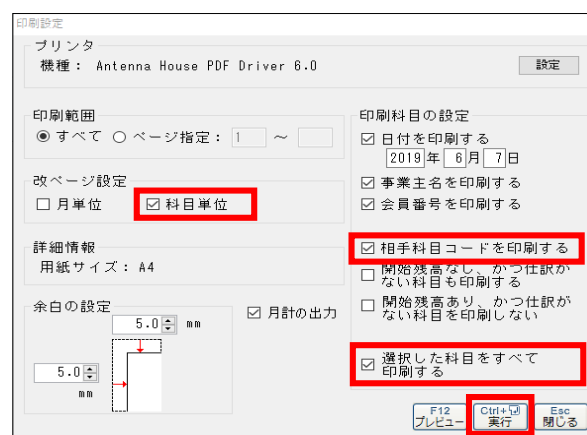 印刷設定
プリンタ
機種： Antenna House PDF Driver 6.0
設定
印刷範囲
すべて ページ指定： 1 ～
改ページ設定
月単位 科目単位
詳細情報
用紙サイズ： A4
余白の設定
5.0 mm
5.0
mm
月計の出力
印刷科目の設定
日付を印刷する
2019年 6月 7日
事業主名を印刷する
会員番号を印刷する
相手科目コードを印刷する
開始残高なし、かつ仕訳が
ない科目も印刷する
開始残高あり、かつ仕訳が
ない科目を印刷しない
選択した科目をすべて
印刷する
F12 Ctrl+ Esc
プレビュー 実行 閉じる